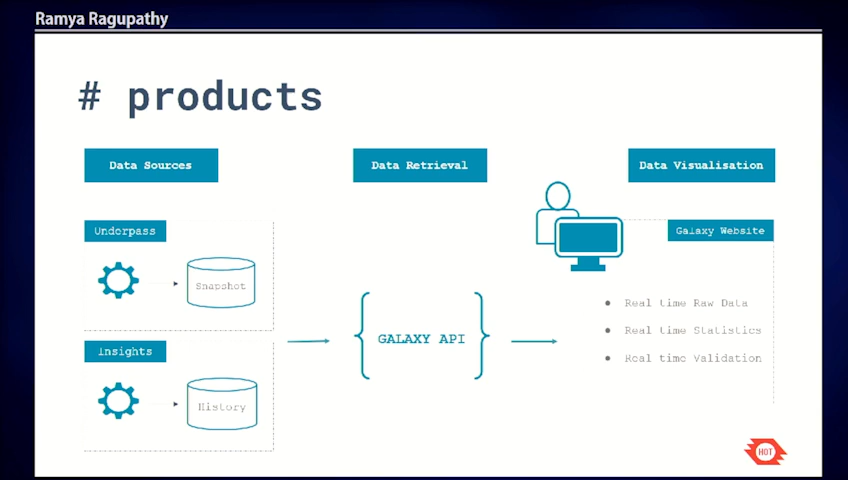 Ramya Ragupathy
# products
Data Sources
Data Retrieval
Data Visualisation
Underpass
Snapshot
Insights
History
{ GALAXY API }
Galaxy Website
• Real time Raw Data
• Real time Statistics
• Real time Validation
HOT